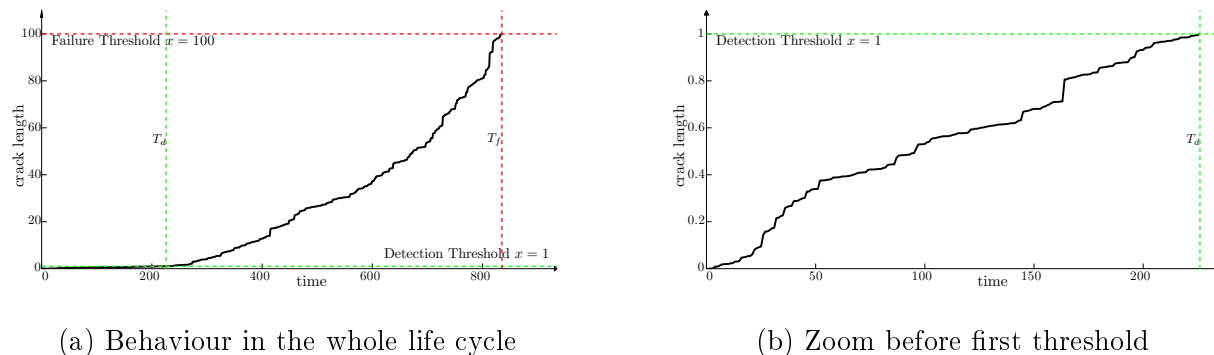 100
Failure Threshold x = 100
80
60
40
20
0
crack length
T_d
T_f
Detection Threshold x = 1
200
400
600
800
time
(a) Behaviour in the whole life cycle
1
Detection Threshold x = 1
0.8
0.6
0.4
0.2
0
crack length
T_d
0
50
100
150
200
time
(b) Zoom before first threshold